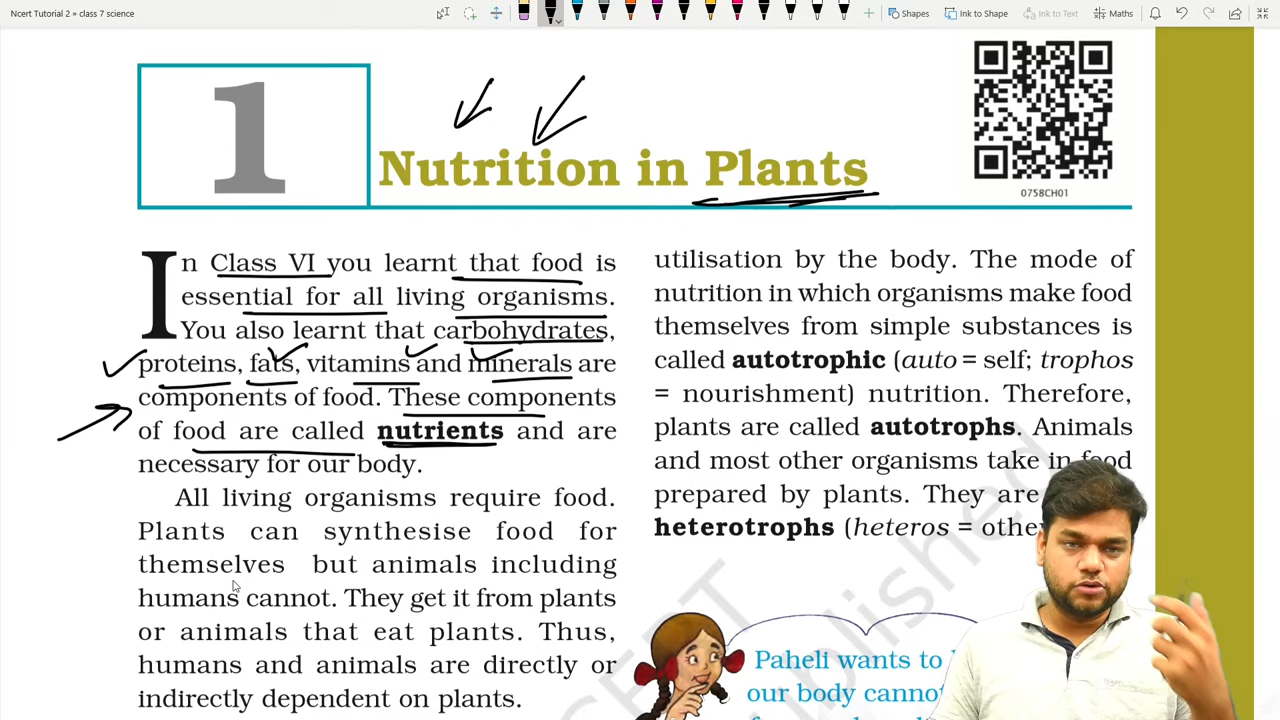 Ncert Tutorial 2 » class 7 science
Shapes
Ink to Shape
Ink to Text
Maths
1
Nutrition in Plants
0758CH01
In Class VI you learnt that food is
essential for all living organisms.
You also learnt that carbohydrates,
proteins, fats, vitamins and minerals are
components of food. These components
of food are called nutrients and are
necessary for our body.
All living organisms require food.
Plants can synthesise food for
themselves but animals including
humans cannot. They get it from plants
or animals that eat plants. Thus,
humans and animals are directly or
indirectly dependent on plants.
utilisation by the body. The mode of
nutrition in which organisms make food
themselves from simple substances is
called autotrophic (auto = self; trophos
= nourishment) nutrition. Therefore,
plants are called autotrophs. Animals
and most other organisms take in food
prepared by plants. They are
heterotrophs (heteros = othe
Paheli wants to
our body canno